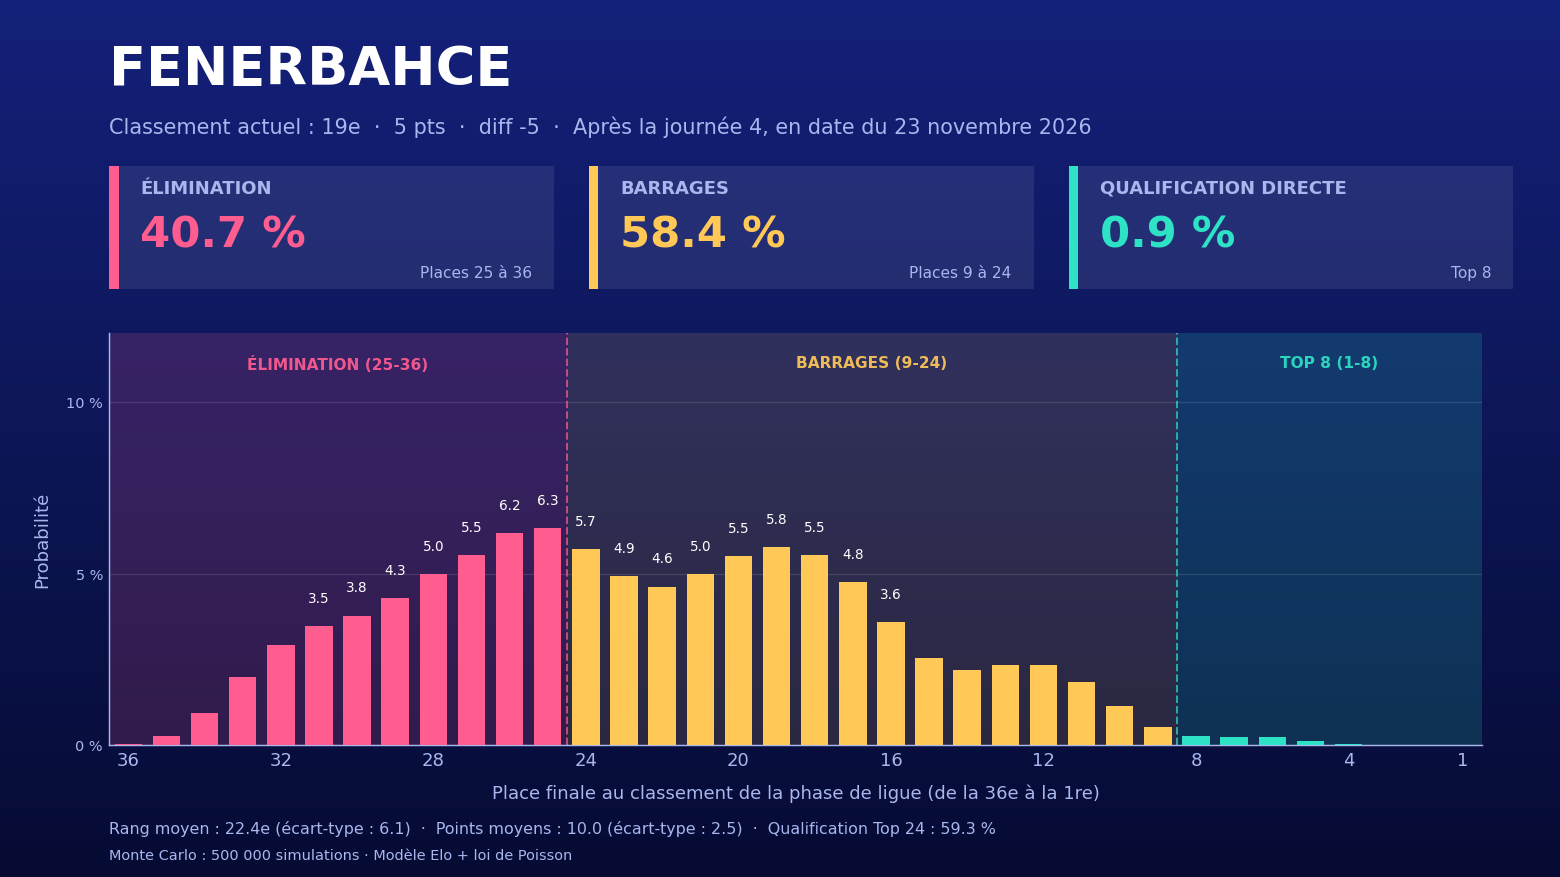 FENERBAHCE
Classement actuel : 19e · 5 pts · diff -5 · Après la journée 4, en date du 23 novembre 2026
ÉLIMINATION
40.7 %
Places 25 à 36
BARRAGES
58.4 %
Places 9 à 24
QUALIFICATION DIRECTE
0.9 %
Top 8
ÉLIMINATION (25-36)
BARRAGES (9-24)
TOP 8 (1-8)
Probabilité
10 %
5 %
0 %
3.5
3.8
4.3
5.0
5.5
6.2
6.3
5.7
4.9
4.6
5.0
5.5
5.8
5.5
4.8
3.6
36
32
28
24
20
16
12
8
4
1
Place finale au classement de la phase de ligue (de la 36e à la 1re)
Rang moyen : 22.4e (écart-type : 6.1) · Points moyens : 10.0 (écart-type : 2.5) · Qualification Top 24 : 59.3 %
Monte Carlo : 500 000 simulations · Modèle Elo + loi de Poisson